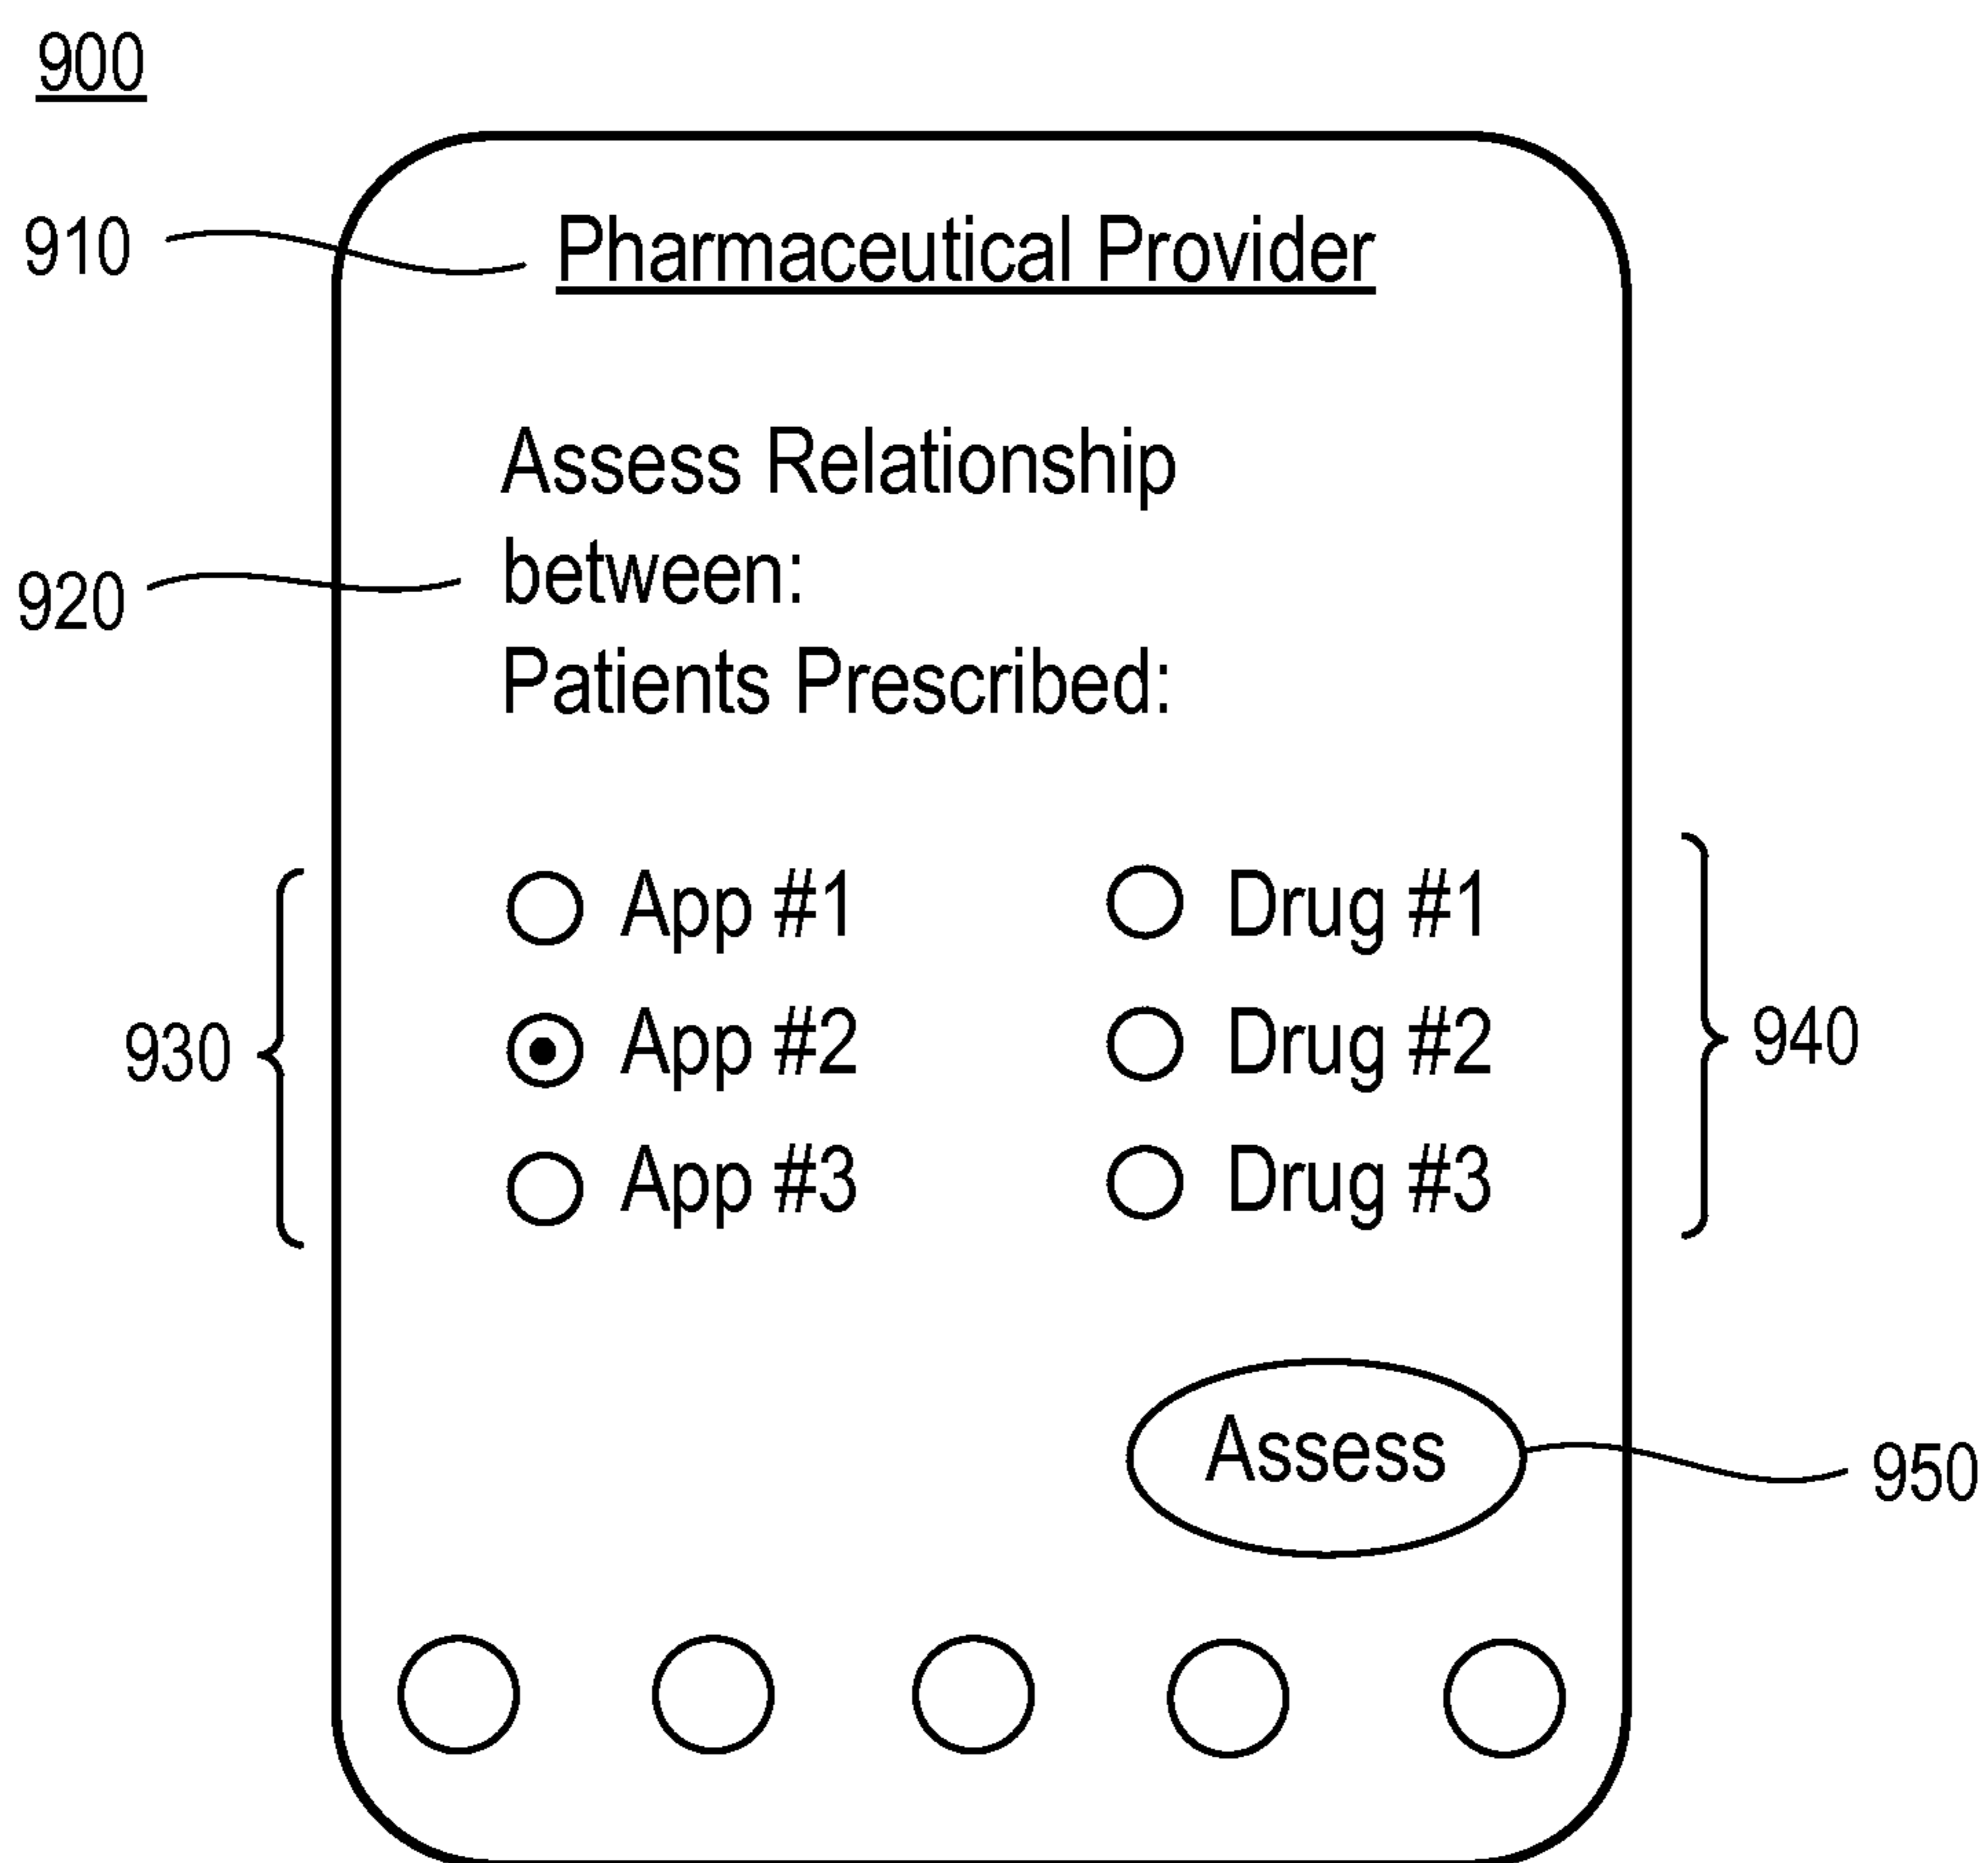 900
910
Pharmaceutical Provider
Assess Relationship
between:
920
Patients Prescribed:
App #1
Drug #1
930
App #2
Drug #2
940
App #3
Drug #3
Assess
950